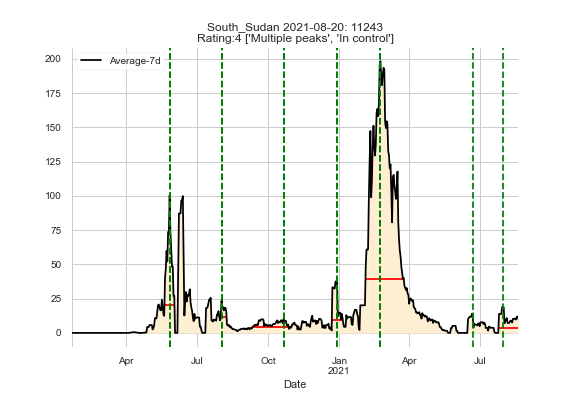 South_Sudan 2021-08-20: 11243
Rating:4 ['Multiple peaks', 'In control']
Average-7d
200
175
150
125
100
75
50
25
0
Apr Jul Oct Jan Apr Jul
2021
Date